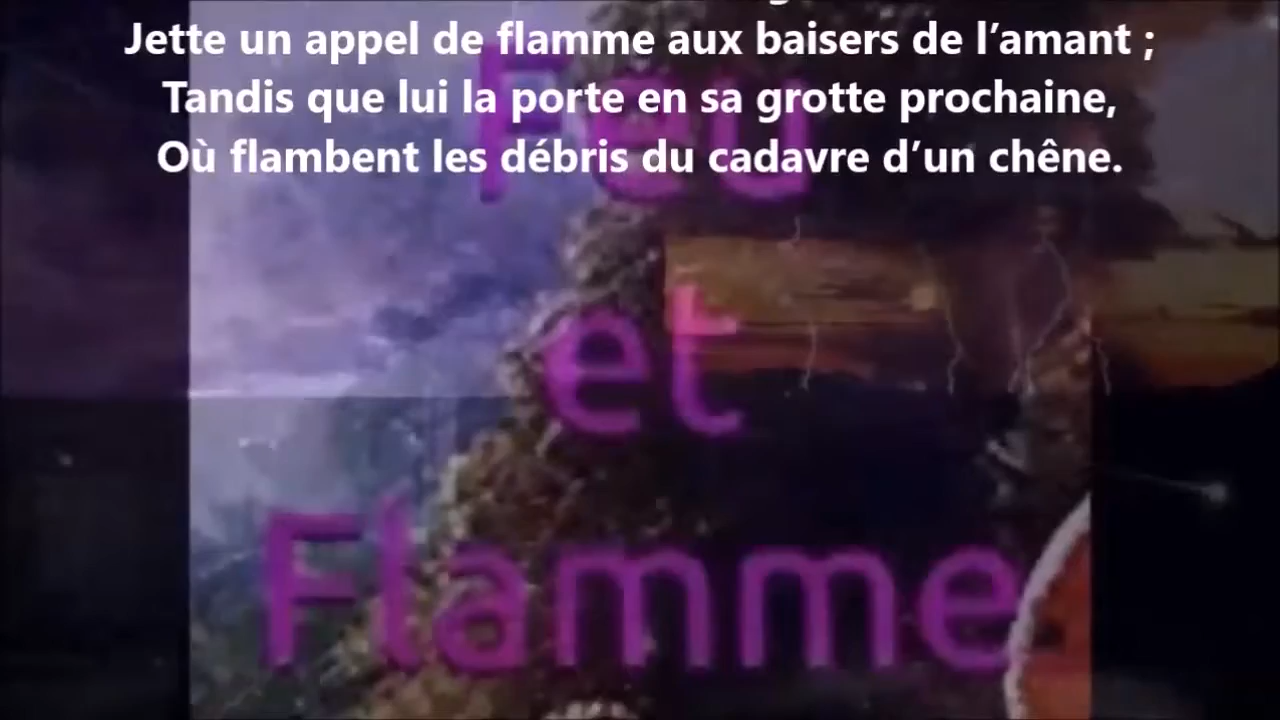 Jette un appel de flamme aux baisers de l’amant ;
Tandis que lui la porte en sa grotte prochaine,
Où flambent les débris du cadavre d’un chêne.
Feu
et
Flamme